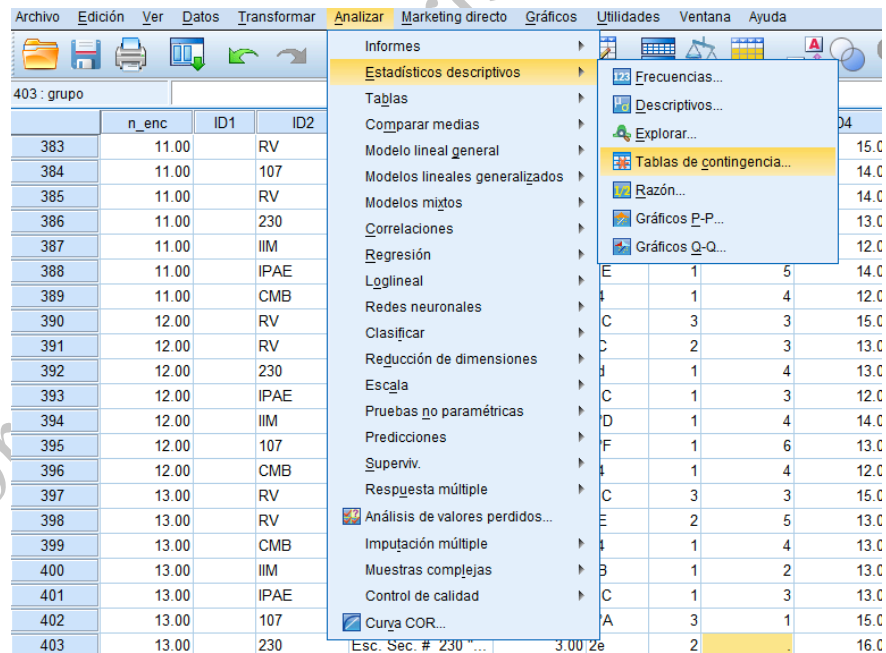 Archivo Edición Ver Datos Transformar Analizar Marketing directo Gráficos Utilidades Ventana Ayuda
403 : grupo
n_enc ID1 ID2 D4
Informes
Estadísticos descriptivos
Tablas
Comparar medias
Modelo lineal general
Modelos lineales generalizados
Modelos mixtos
Correlaciones
Regresión
Loglineal
Redes neuronales
Clasificar
Reducción de dimensiones
Escala
Pruebas no paramétricas
Predicciones
Superviv.
Respuesta múltiple
Análisis de valores perdidos...
Imputación múltiple
Muestras complejas
Control de calidad
Curva COR...
123 Frecuencias...
Descriptivos...
Explorar...
Tablas de contingencia...
1/2 Razón...
Gráficos P-P...
Gráficos Q-Q...
383 11.00 RV 15.0
384 11.00 107 14.0
385 11.00 RV 14.0
386 11.00 230 13.0
387 11.00 IIM 12.0
388 11.00 IPAE E 1 5 14.0
389 11.00 CMB 4 1 4 12.0
390 12.00 RV C 3 3 15.0
391 12.00 RV C 2 3 13.0
392 12.00 230 d 1 4 13.0
393 12.00 IPAE C 1 3 12.0
394 12.00 IIM "D 1 4 14.0
395 12.00 107 "F 1 6 13.0
396 12.00 CMB 4 1 4 12.0
397 13.00 RV C 3 3 15.0
398 13.00 RV E 2 5 13.0
399 13.00 CMB 4 1 4 13.0
400 13.00 IIM B 1 2 13.0
401 13.00 IPAE C 1 3 13.0
402 13.00 107 "A 3 1 15.0
403 13.00 230 Esc. Sec. # 230 "... 3.00 2e 2 . 16.0